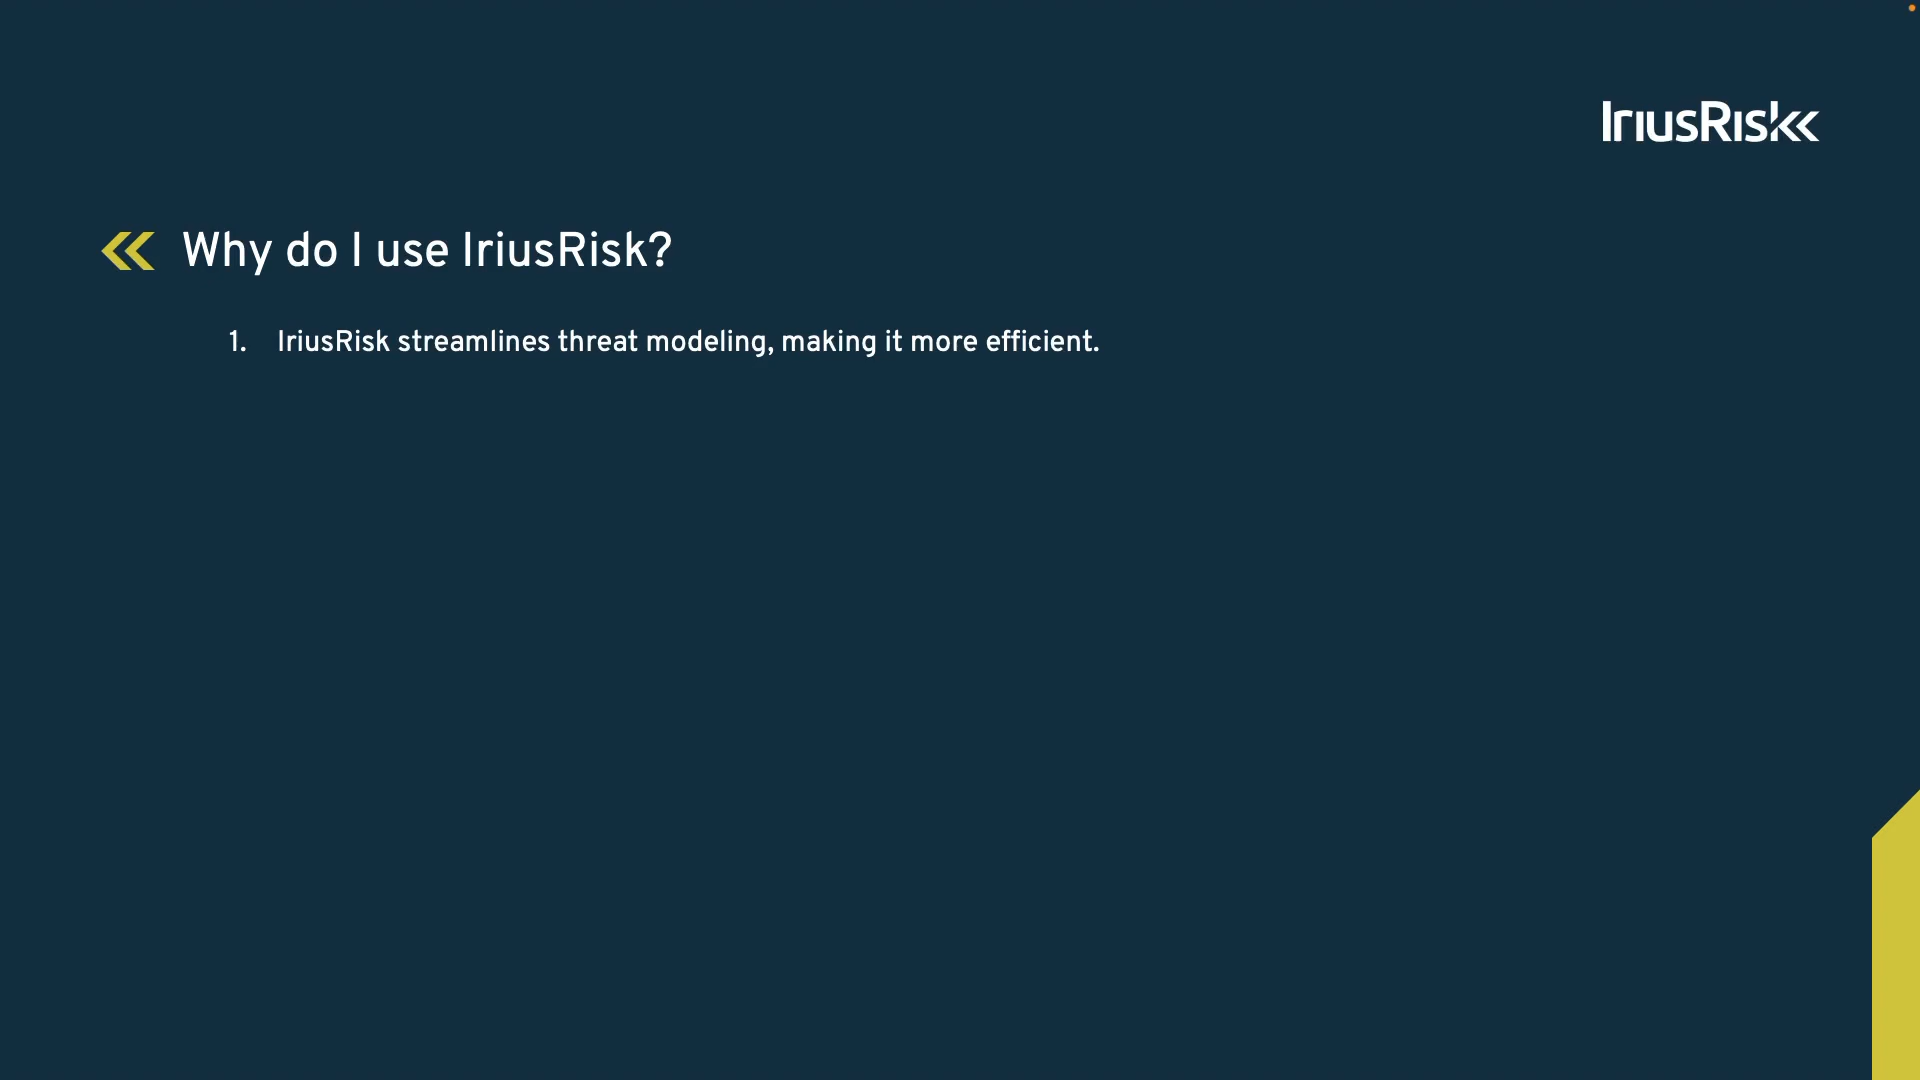 IriusRisk
Why do I use IriusRisk?
1. IriusRisk streamlines threat modeling, making it more efficient.